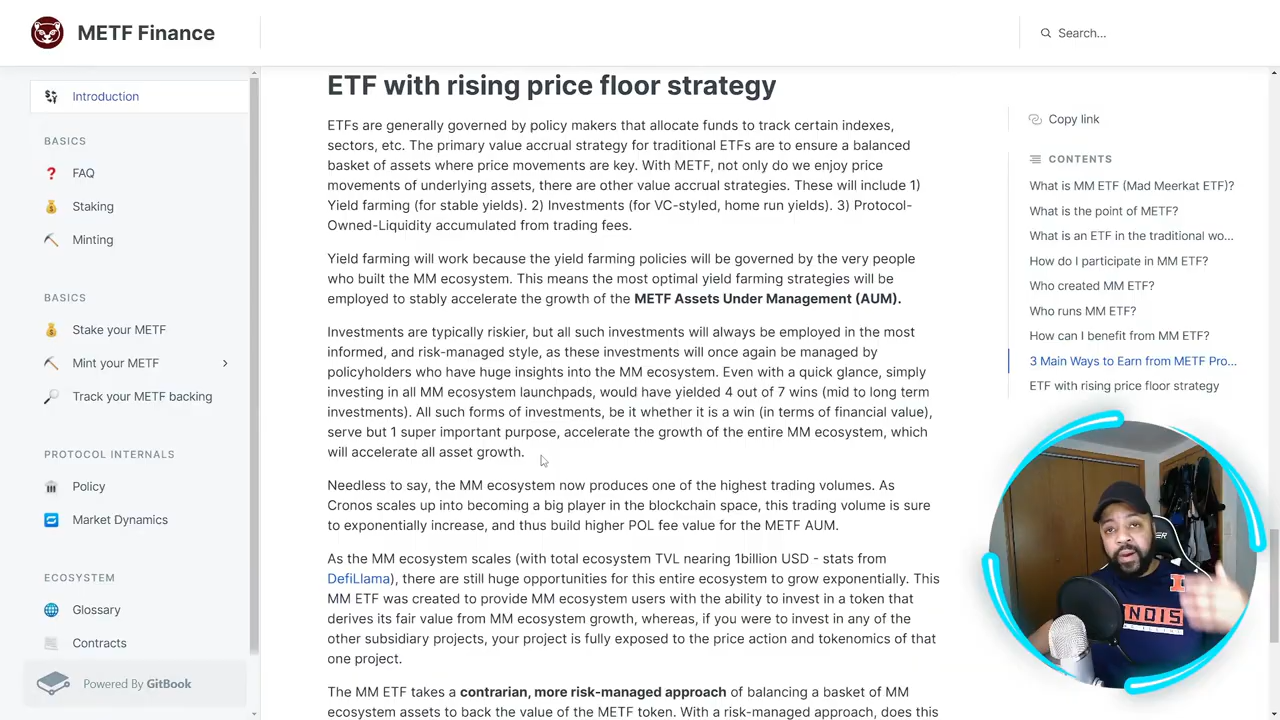 METF Finance
Search...
Introduction
BASICS
FAQ
Staking
Minting
BASICS
Stake your METF
Mint your METF
Track your METF backing
PROTOCOL INTERNALS
Policy
Market Dynamics
ECOSYSTEM
Glossary
Contracts
Powered By GitBook
ETF with rising price floor strategy
ETFs are generally governed by policy makers that allocate funds to track certain indexes,
sectors, etc. The primary value accrual strategy for traditional ETFs are to ensure a balanced
basket of assets where price movements are key. With METF, not only do we enjoy price
movements of underlying assets, there are other value accrual strategies. These will include 1)
Yield farming (for stable yields). 2) Investments (for VC-styled, home run yields). 3) Protocol-
Owned-Liquidity accumulated from trading fees.
Yield farming will work because the yield farming policies will be governed by the very people
who built the MM ecosystem. This means the most optimal yield farming strategies will be
employed to stably accelerate the growth of the METF Assets Under Management (AUM).
Investments are typically riskier, but all such investments will always be employed in the most
informed, and risk-managed style, as these investments will once again be managed by
policyholders who have huge insights into the MM ecosystem. Even with a quick glance, simply
investing in all MM ecosystem launchpads, would have yielded 4 out of 7 wins (mid to long term
investments). All such forms of investments, be it whether it is a win (in terms of financial value),
serve but 1 super important purpose, accelerate the growth of the entire MM ecosystem, which
will accelerate all asset growth.
Needless to say, the MM ecosystem now produces one of the highest trading volumes. As
Cronos scales up into becoming a big player in the blockchain space, this trading volume is sure
to exponentially increase, and thus build higher POL fee value for the METF AUM.
As the MM ecosystem scales (with total ecosystem TVL nearing 1billion USD - stats from
DefiLlama), there are still huge opportunities for this entire ecosystem to grow exponentially. This
MM ETF was created to provide MM ecosystem users with the ability to invest in a token that
derives its fair value from MM ecosystem growth, whereas, if you were to invest in any of the
other subsidiary projects, your project is fully exposed to the price action and tokenomics of that
one project.
The MM ETF takes a contrarian, more risk-managed approach of balancing a basket of MM
ecosystem assets to back the value of the METF token. With a risk-managed approach, does this
Copy link
CONTENTS
What is MM ETF (Mad Meerkat ETF)?
What is the point of METF?
What is an ETF in the traditional wo...
How do I participate in MM ETF?
Who created MM ETF?
Who runs MM ETF?
How can I benefit from MM ETF?
3 Main Ways to Earn from METF Pro...
ETF with rising price floor strategy